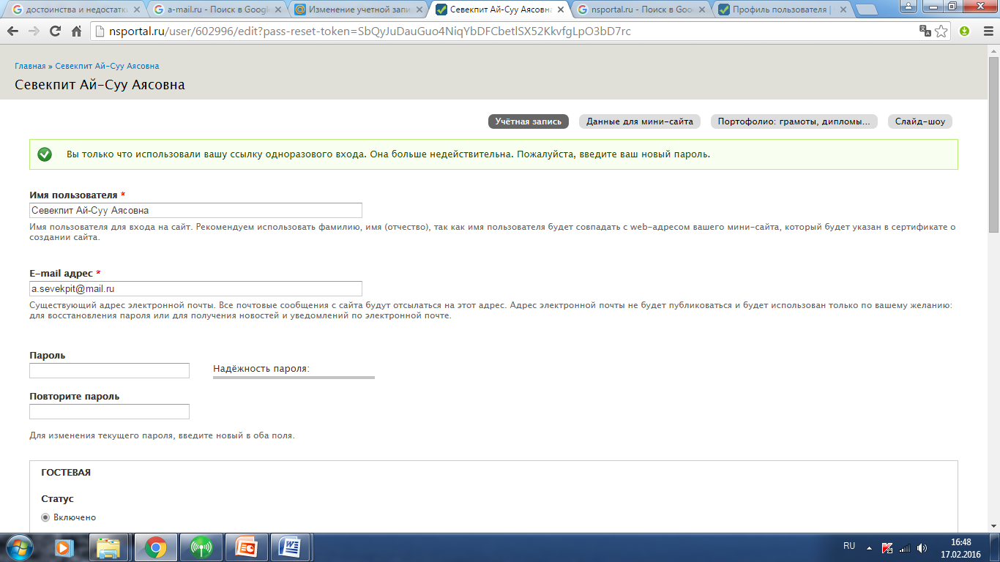 достоинства и недостатки
a-mail.ru - Поиск в Google
Изменение учетной запи
Севекпит Ай-Суу Аясовна
nsportal.ru - Поиск в Goo
Профиль пользователя |
nsportal.ru/user/602996/edit?pass-reset-token=SbQyJuDauGuo4NiqYbDFCbetlSX52KkvfgLpO3bD7rc
Главная » Севекпит Ай-Суу Аясовна
Севекпит Ай-Суу Аясовна
Учётная запись Данные для мини-сайта Портофолио: грамоты, дипломы... Слайд-шоу
Вы только что использовали вашу ссылку одноразового входа. Она больше недействительна. Пожалуйста, введите ваш новый пароль.
Имя пользователя *
Севекпит Ай-Суу Аясовна
Имя пользователя для входа на сайт. Рекомендуем использовать фамилию, имя (отчество), так как имя пользователя будет совпадать с web-адресом вашего мини-сайта, который будет указан в сертификате о
создании сайта.
E-mail адрес *
a.sevekpit@mail.ru
Существующий адрес электронной почты. Все почтовые сообщения с сайта будут отсылаться на этот адрес. Адрес электронной почты не будет публиковаться и будет использован только по вашему желанию:
для восстановления пароля или для получения новостей и уведомлений по электронной почте.
Пароль
Надёжность пароля:
Повторите пароль
Для изменения текущего пароля, введите новый в оба поля.
ГОСТЕВАЯ
Статус
Включено
RU
16:48
17.02.2016